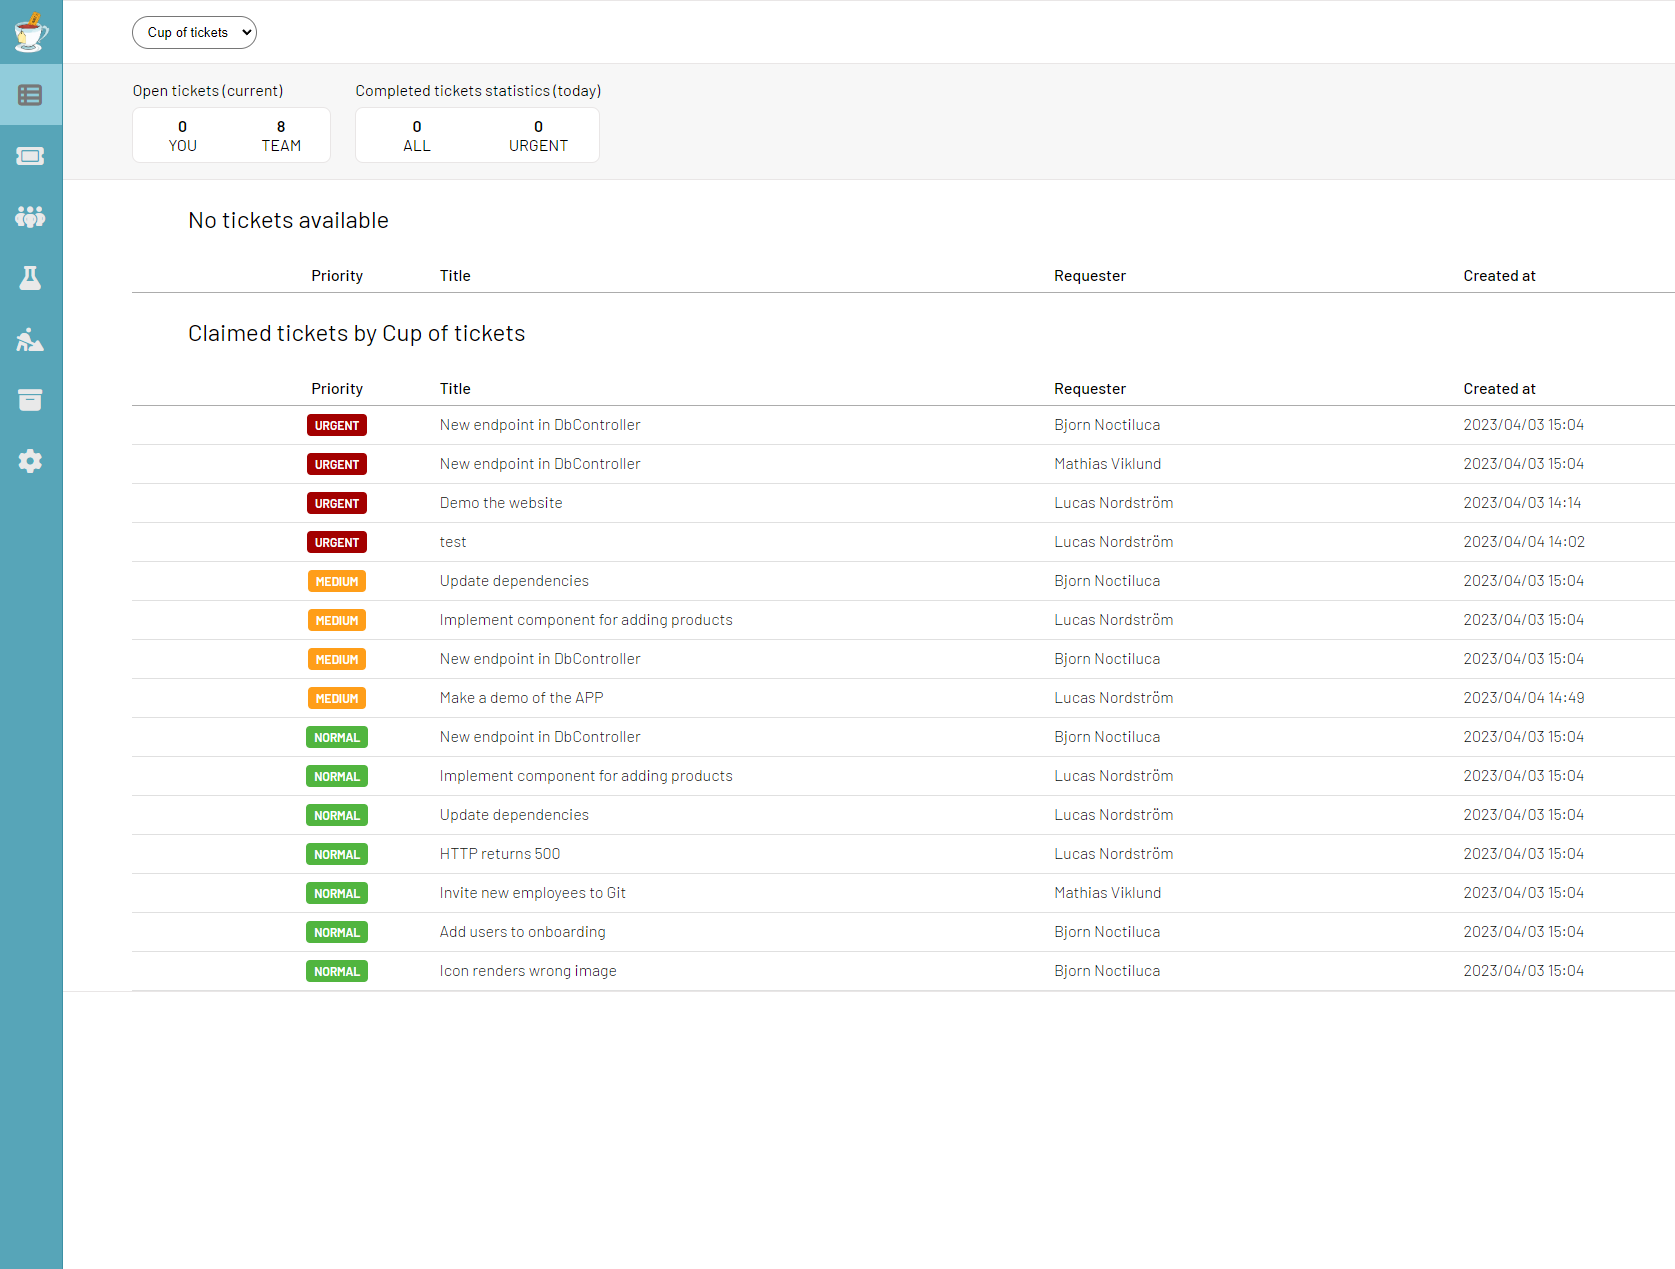 Cup of tickets
Open tickets (current)
Completed tickets statistics (today)
0 8 0 0
YOU TEAM ALL URGENT
No tickets available
Priority Title Requester Created at
Claimed tickets by Cup of tickets
Priority Title Requester Created at
URGENT New endpoint in DbController Bjorn Noctiluca 2023/04/03 15:04
URGENT New endpoint in DbController Mathias Viklund 2023/04/03 15:04
URGENT Demo the website Lucas Nordström 2023/04/03 14:14
URGENT test Lucas Nordström 2023/04/04 14:02
MEDIUM Update dependencies Bjorn Noctiluca 2023/04/03 15:04
MEDIUM Implement component for adding products Lucas Nordström 2023/04/03 15:04
MEDIUM New endpoint in DbController Bjorn Noctiluca 2023/04/03 15:04
MEDIUM Make a demo of the APP Lucas Nordström 2023/04/04 14:49
NORMAL New endpoint in DbController Bjorn Noctiluca 2023/04/03 15:04
NORMAL Implement component for adding products Lucas Nordström 2023/04/03 15:04
NORMAL Update dependencies Lucas Nordström 2023/04/03 15:04
NORMAL HTTP returns 500 Lucas Nordström 2023/04/03 15:04
NORMAL Invite new employees to Git Mathias Viklund 2023/04/03 15:04
NORMAL Add users to onboarding Bjorn Noctiluca 2023/04/03 15:04
NORMAL Icon renders wrong image Bjorn Noctiluca 2023/04/03 15:04